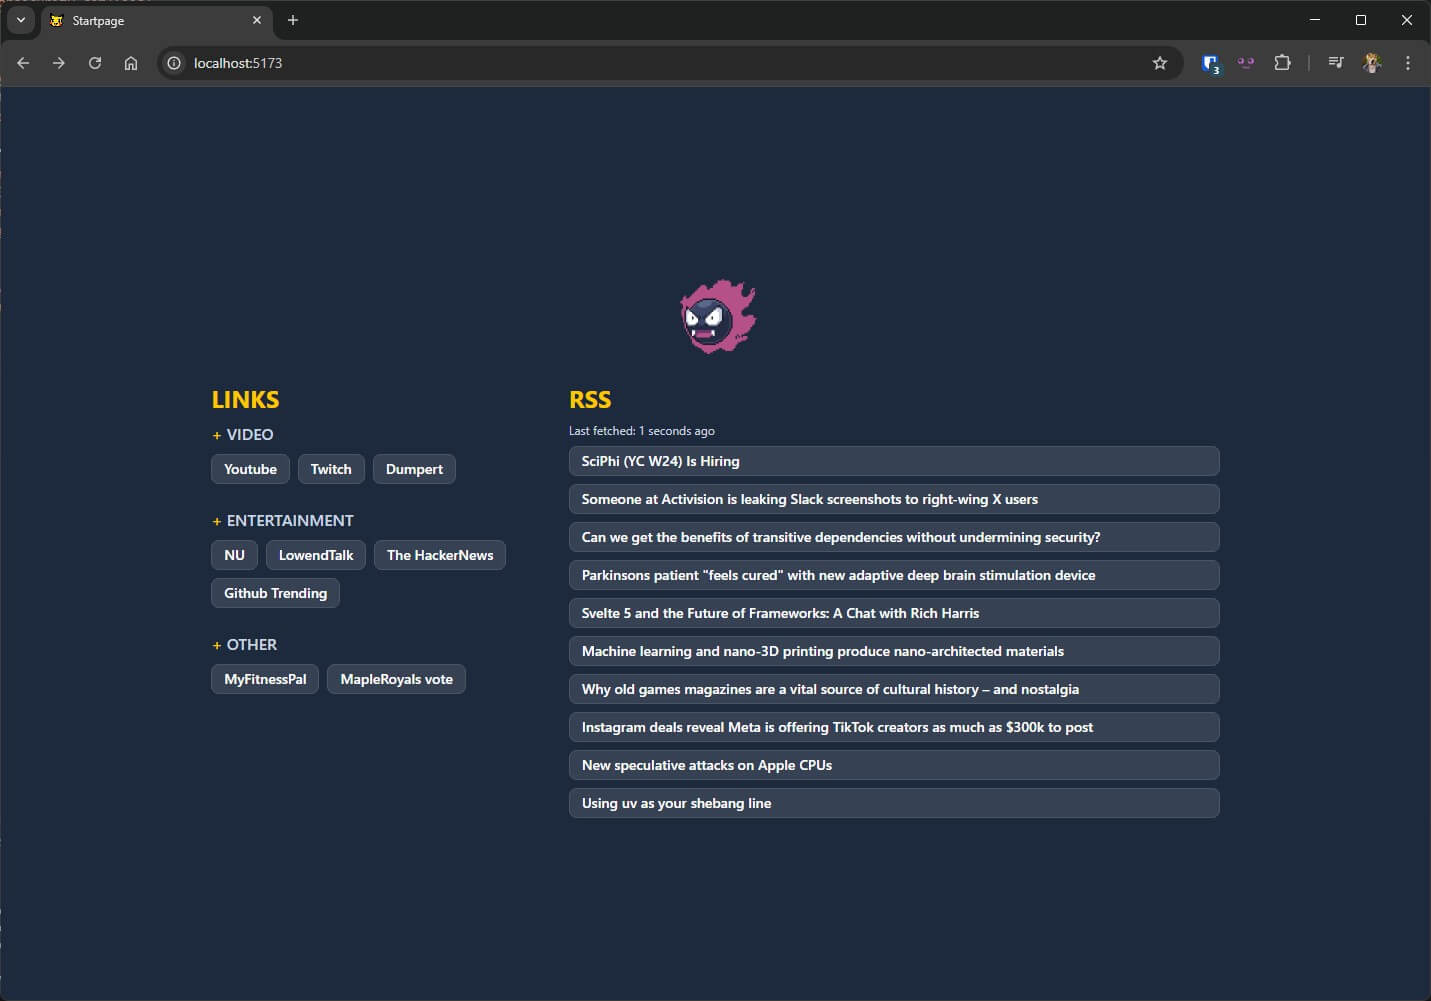 Startpage
localhost:5173
3
LINKS
+ VIDEO
Youtube Twitch Dumpert
+ ENTERTAINMENT
NU LowendTalk The HackerNews
Github Trending
+ OTHER
MyFitnessPal MapleRoyals vote
RSS
Last fetched: 1 seconds ago
SciPhi (YC W24) Is Hiring
Someone at Activision is leaking Slack screenshots to right-wing X users
Can we get the benefits of transitive dependencies without undermining security?
Parkinsons patient "feels cured" with new adaptive deep brain stimulation device
Svelte 5 and the Future of Frameworks: A Chat with Rich Harris
Machine learning and nano-3D printing produce nano-architected materials
Why old games magazines are a vital source of cultural history – and nostalgia
Instagram deals reveal Meta is offering TikTok creators as much as $300k to post
New speculative attacks on Apple CPUs
Using uv as your shebang line